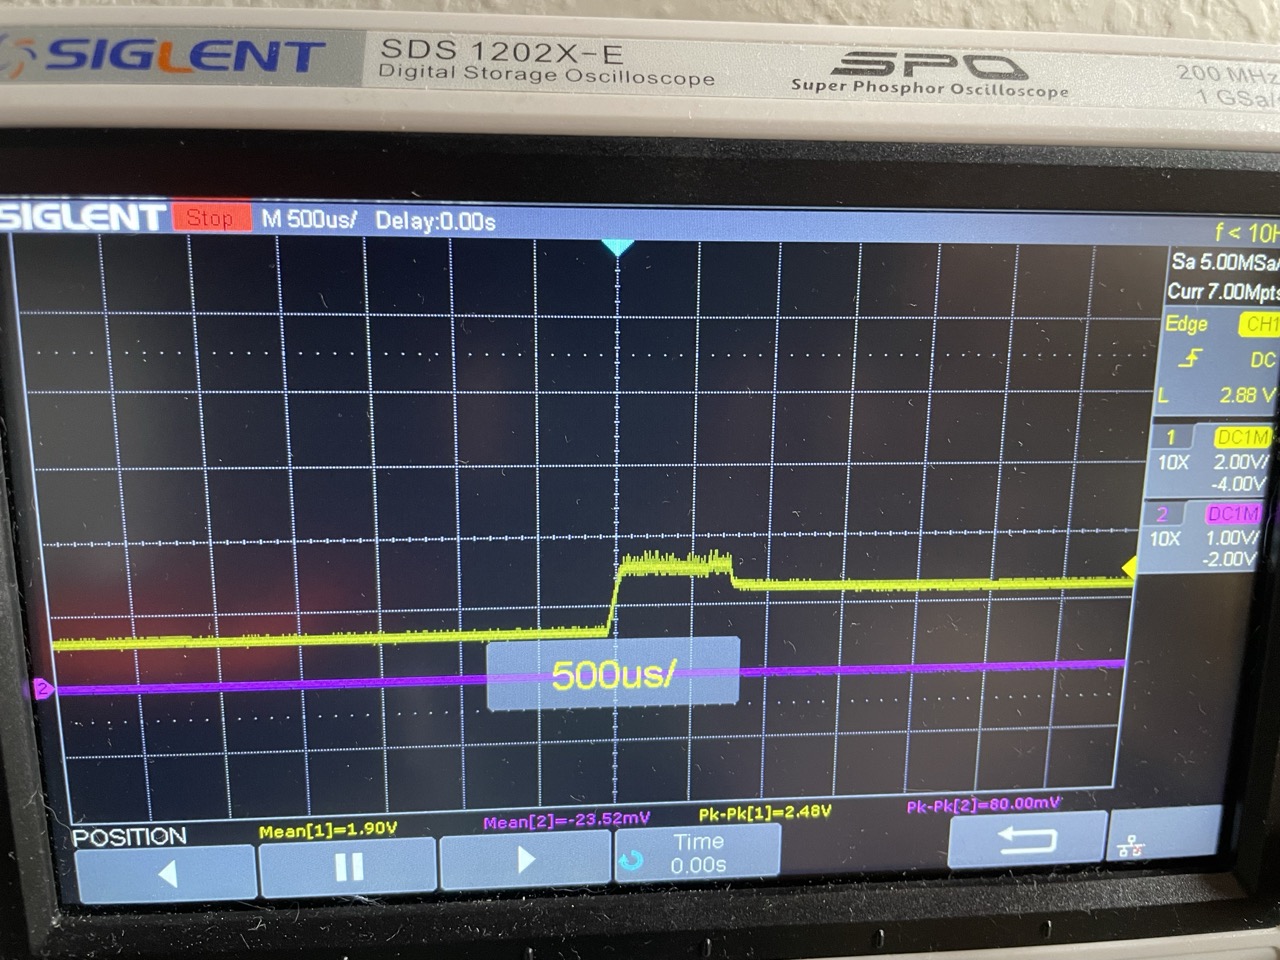 SIGLENT
SDS 1202X-E
Digital Storage Oscilloscope
SPO
Super Phosphor Oscilloscope
200 MHz
1 GSa/
SIGLENT Stop M 500us/ Delay:0.00s
f < 10H
Sa 5.00MSa/
Curr 7.00Mpts
Edge CH1
DC
L 2.88 V
1 DC1M
10X 2.00V/
-4.00V
2 DC1M
10X 1.00V/
-2.00V
2
500us/
Mean[1]=1.90V Mean[2]=-23.52mV Pk-Pk[1]=2.48V Pk-Pk[2]=80.00mV
POSITION
Time
0.00s